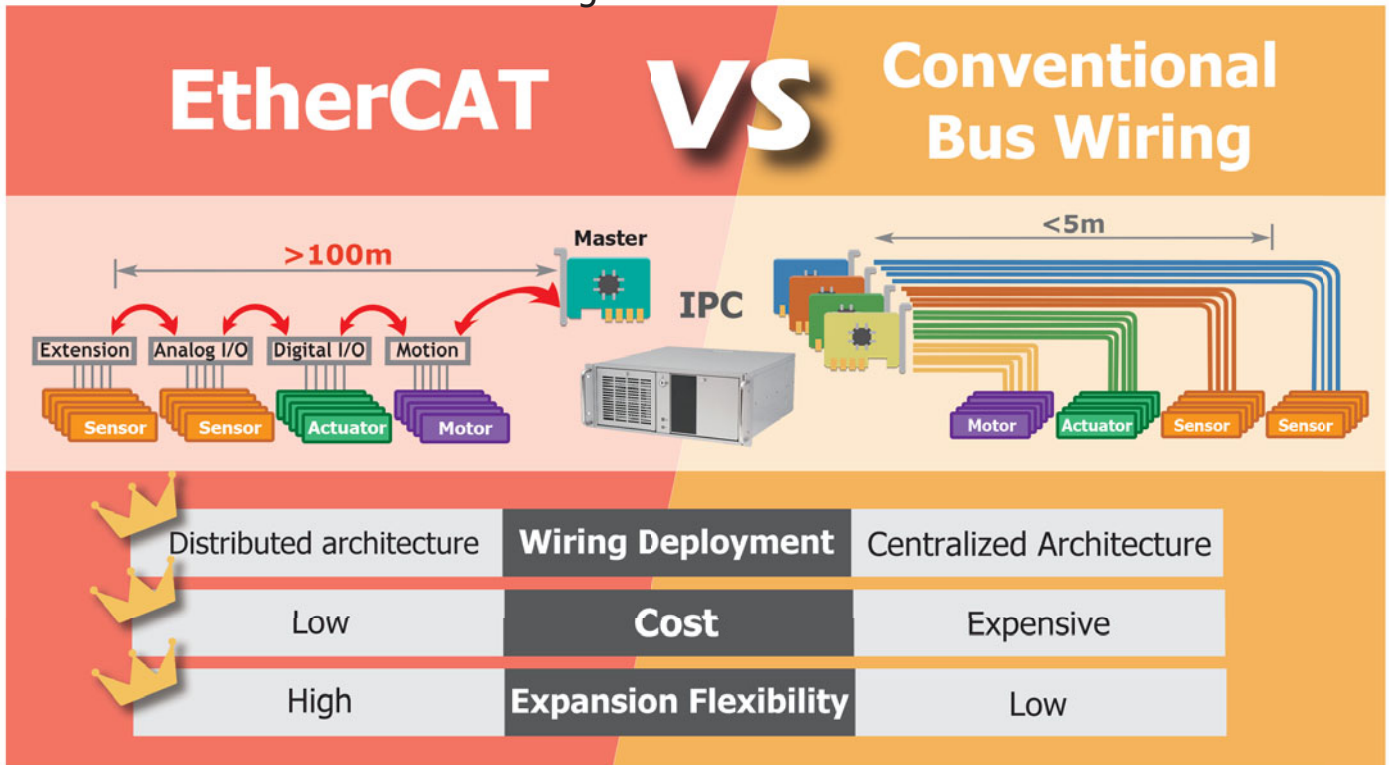 EtherCAT
VS
Conventional
Bus Wiring
>100m
Master
IPC
<5m
Extension
Analog I/O
Digital I/O
Motion
Sensor
Sensor
Actuator
Motor
Motor
Actuator
Sensor
Sensor
Distributed architecture
Wiring Deployment
Centralized Architecture
Low
Cost
Expensive
High
Expansion Flexibility
Low